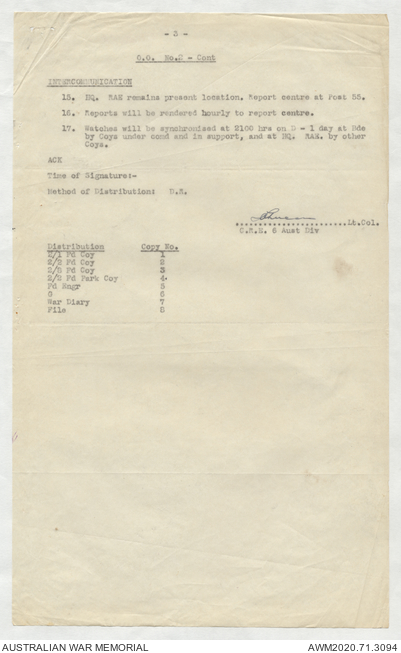 - 3 -
O.O. No.2 - Cont
INTERCOMMUNICATION
15. HQ. RAE remains present location. Report centre at Post 55.
16. Reports will be rendered hourly to report centre.
17. Watches will be synchronised at 2100 hrs on D - 1 day at Bde
by Coys under comd and in support, and at HQ. RAE. by other
Coys.
ACK
Time of Signature:-
Method of Distribution: D.R.
Lt.Col.
C.R.E. 6 Aust Div
Distribution Copy No.
2/1 Fd Coy 1
2/2 Fd Coy 2
2/8 Fd Coy 3
2/2 Fd Park Coy 4
Fd Engr 5
G 6
War Diary 7
File 8
AUSTRALIAN WAR MEMORIAL
AWM2020.71.3094